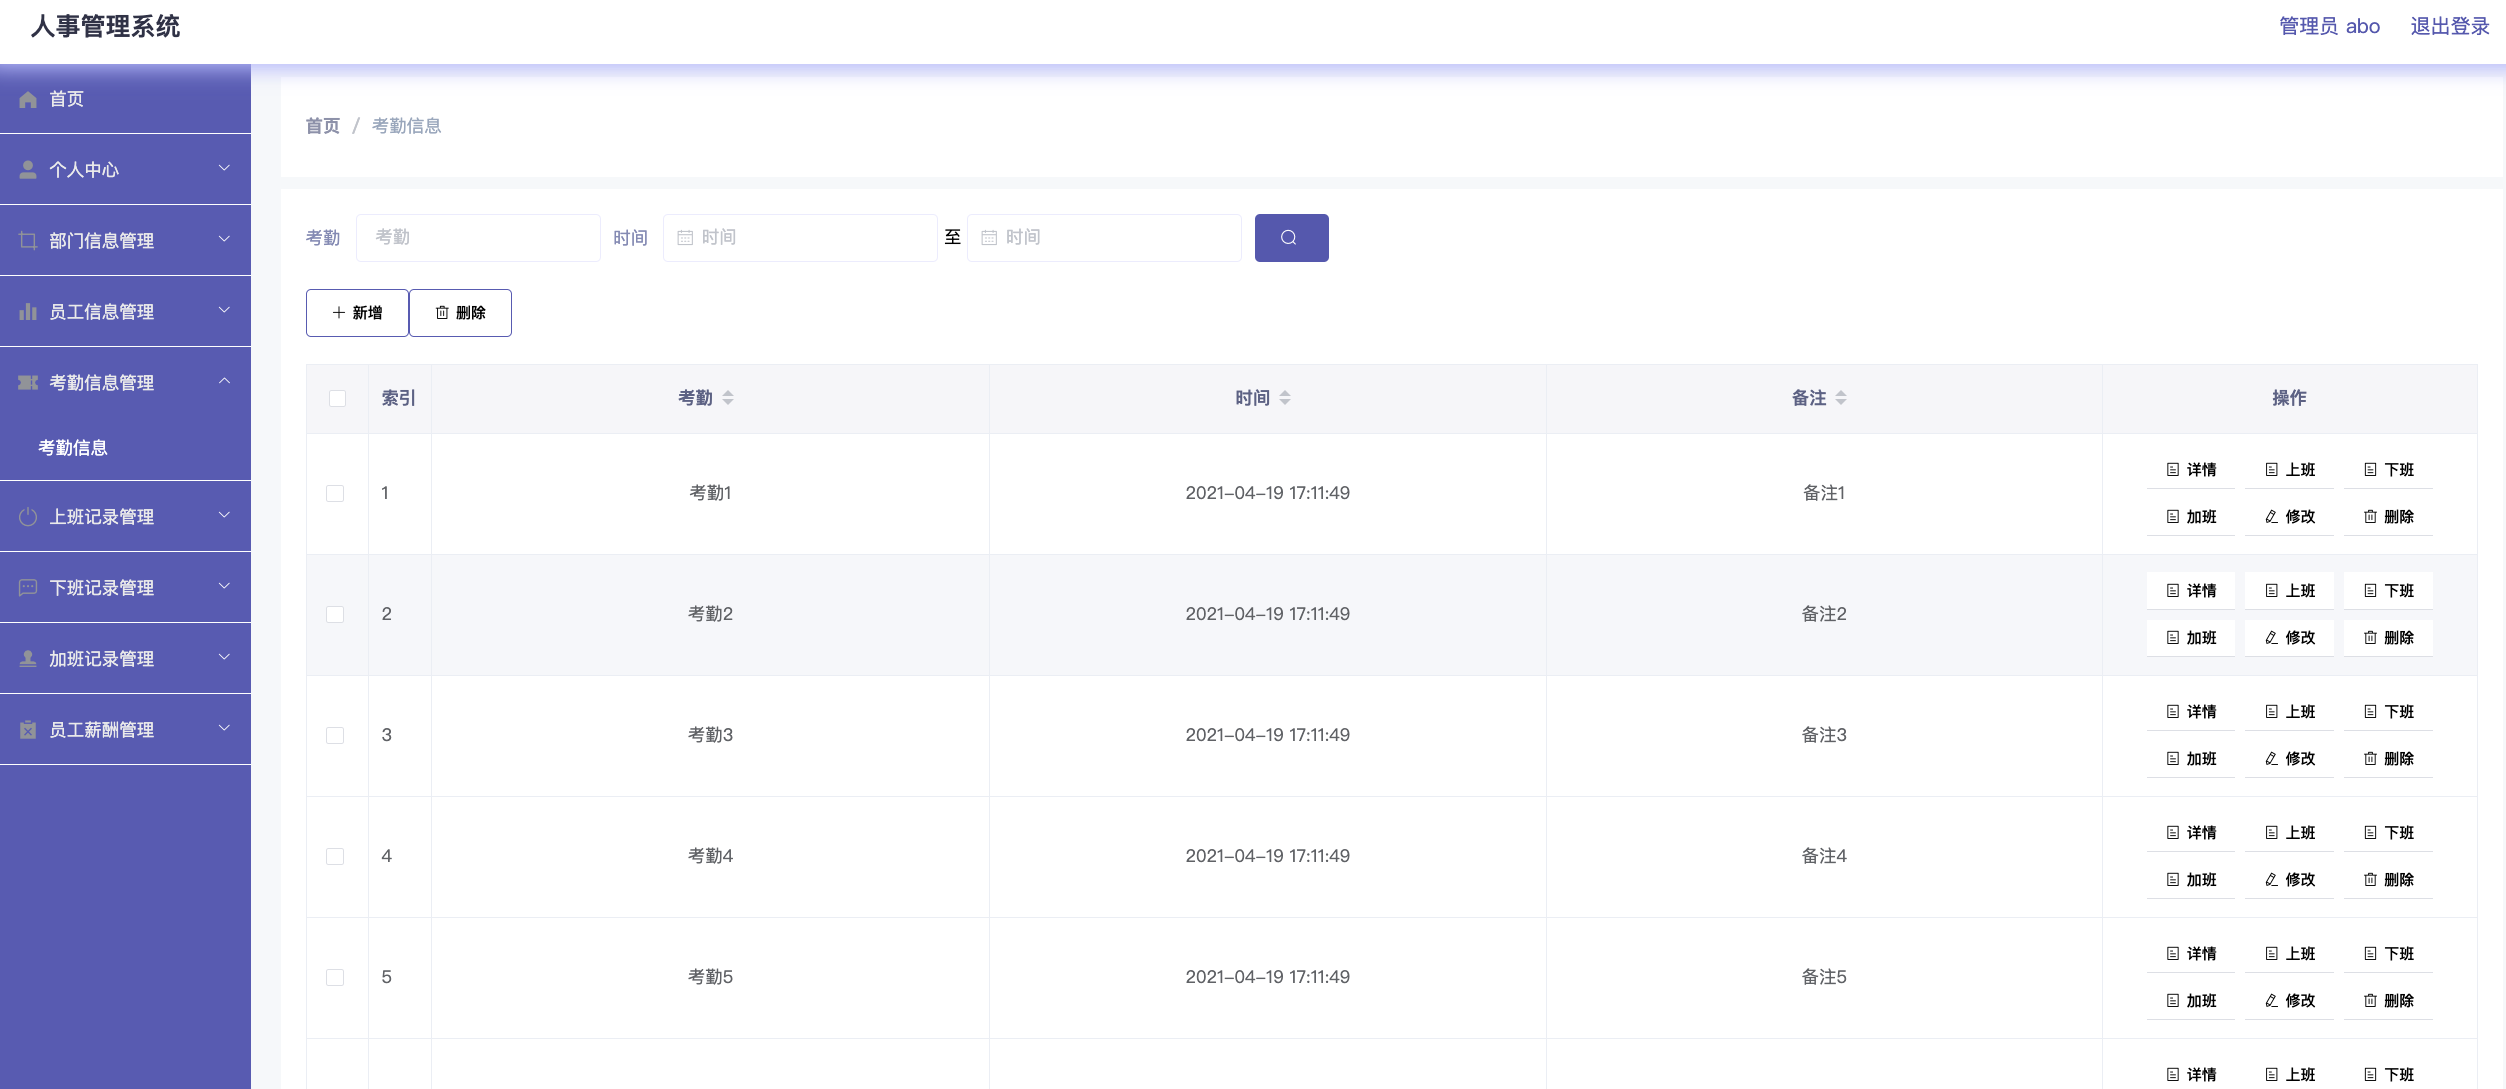 人事管理系统
管理员 abo 退出登录
首页
个人中心
部门信息管理
员工信息管理
考勤信息管理
考勤信息
上班记录管理
下班记录管理
加班记录管理
员工薪酬管理
首页 / 考勤信息
考勤 考勤 时间 时间 至 时间
新增 删除
索引 考勤 时间 备注 操作
1 考勤1 2021-04-19 17:11:49 备注1
详情 上班 下班
加班 修改 删除
2 考勤2 2021-04-19 17:11:49 备注2
详情 上班 下班
加班 修改 删除
3 考勤3 2021-04-19 17:11:49 备注3
详情 上班 下班
加班 修改 删除
4 考勤4 2021-04-19 17:11:49 备注4
详情 上班 下班
加班 修改 删除
5 考勤5 2021-04-19 17:11:49 备注5
详情 上班 下班
加班 修改 删除
详情 上班 下班